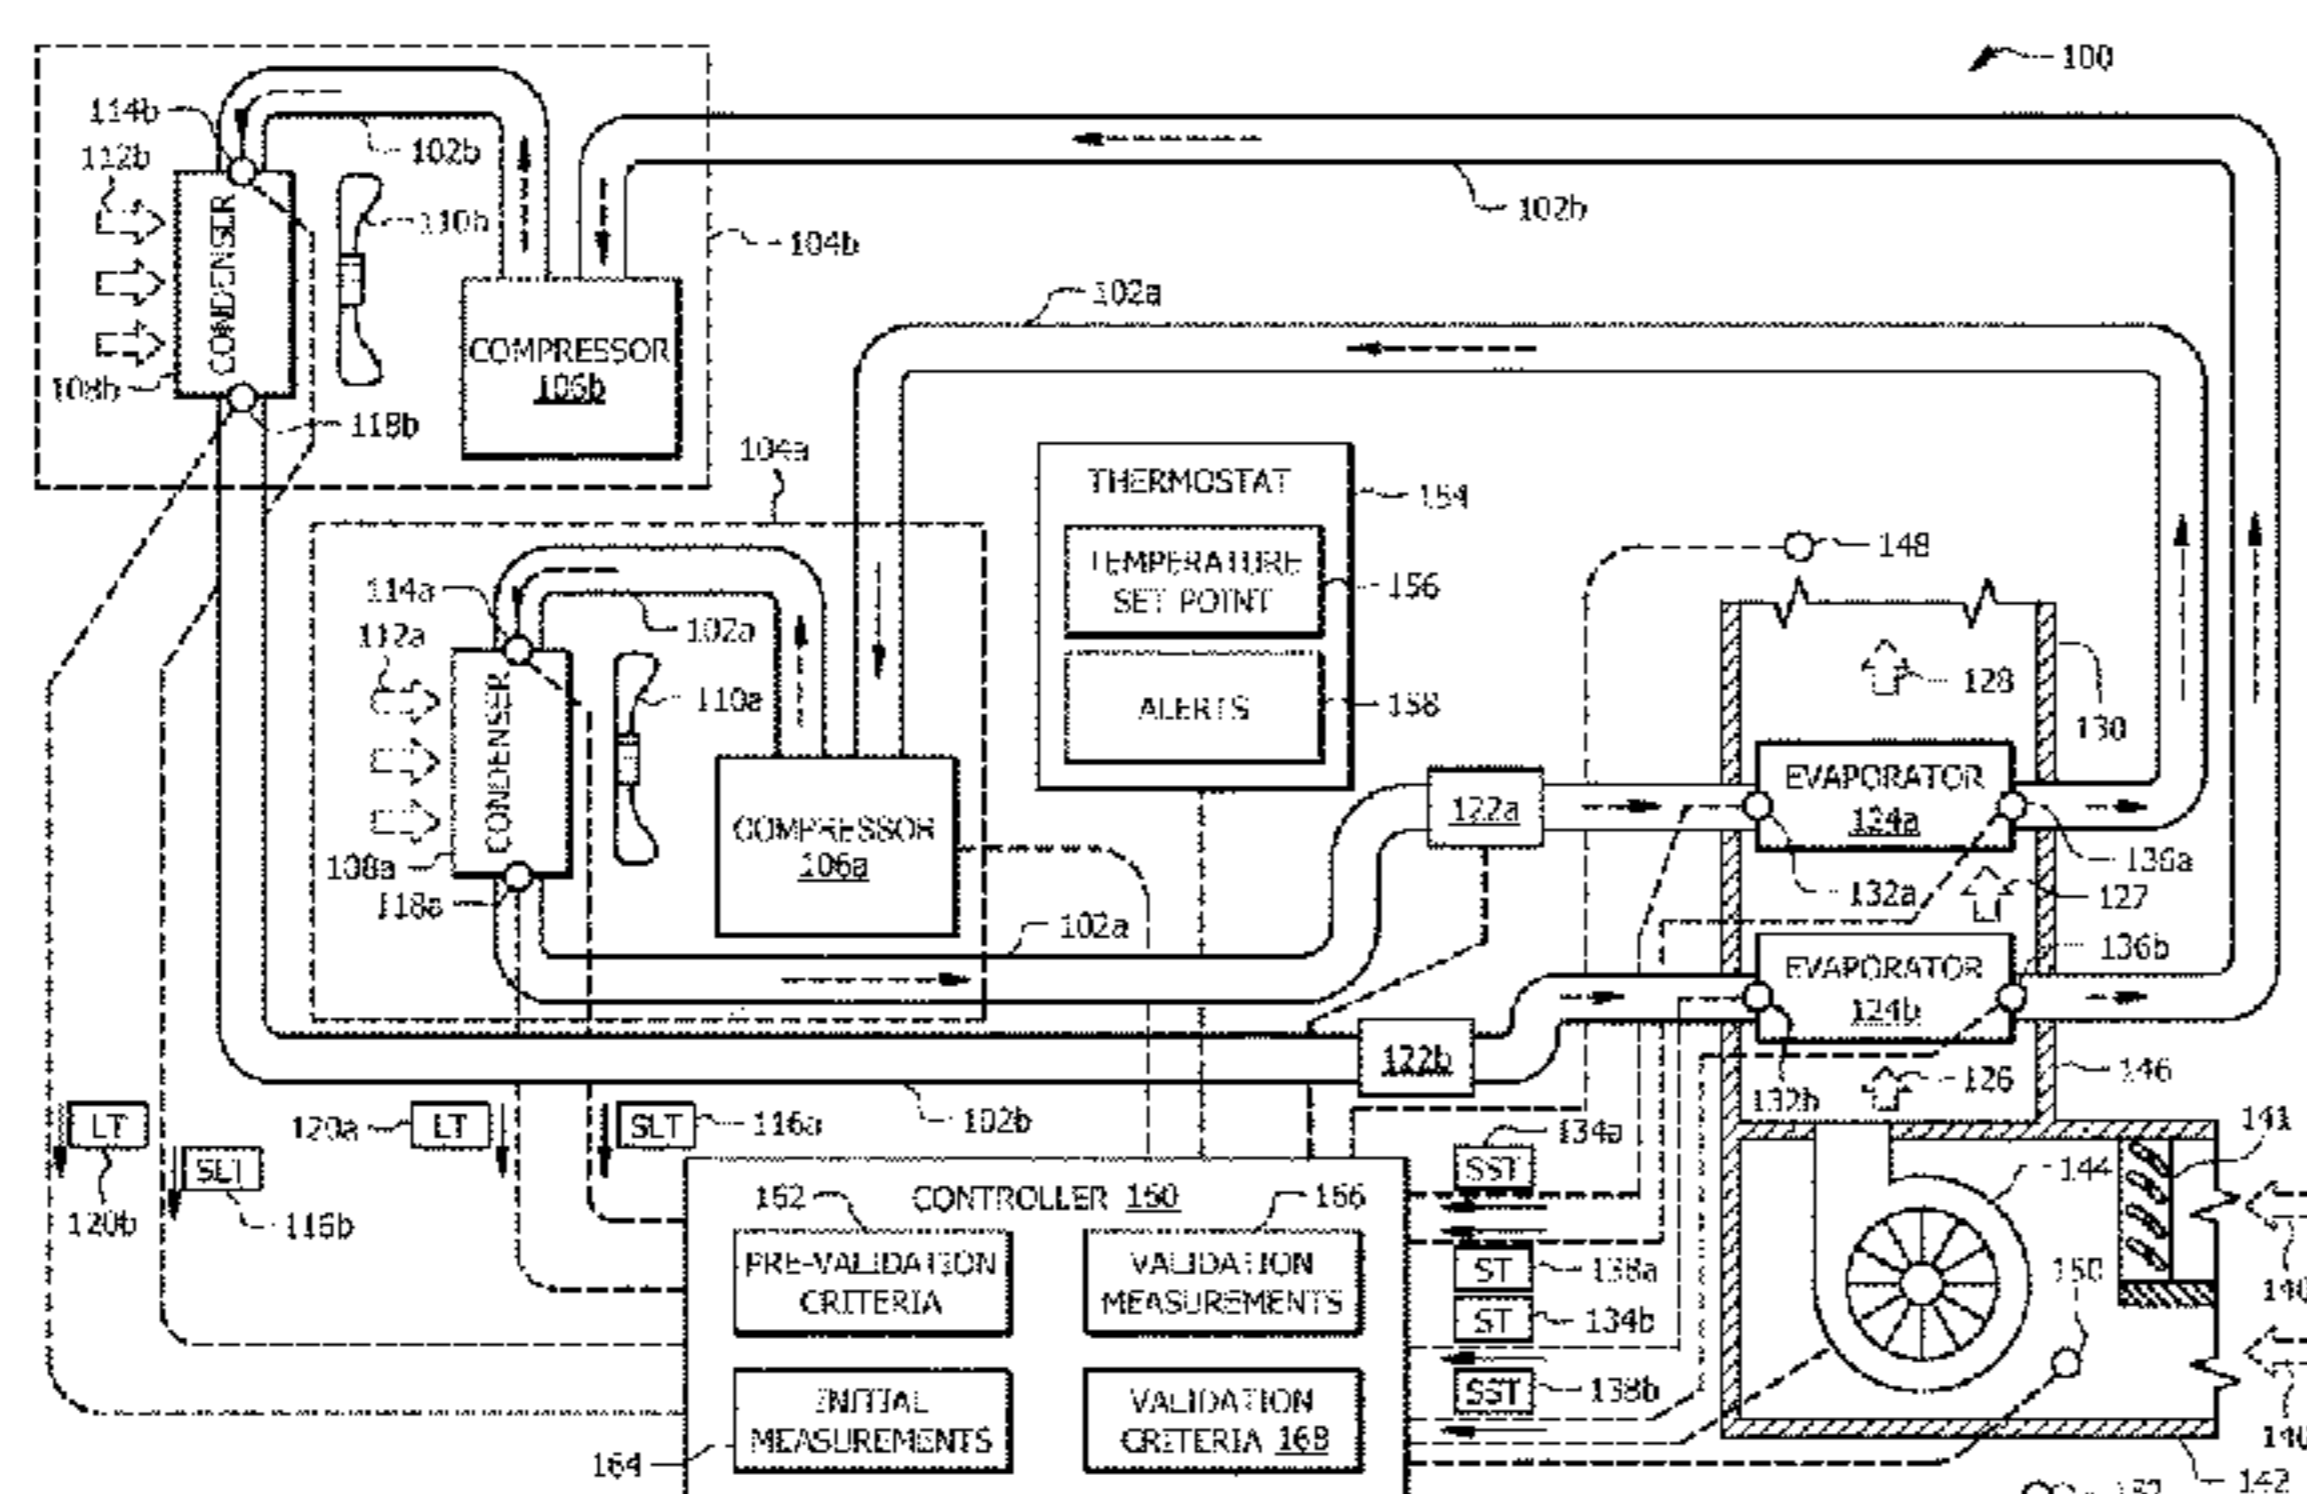 100
114b
112b
102b
110b
104b
102b
CONDENSER
108b
COMPRESSOR
106b
118b
102a
104a
THERMOSTAT
154
TEMPERATURE
SET POINT
156
ALERTS
158
148
114a
112a
102a
110a
CONDENSER
108a
118a
COMPRESSOR
106a
128
130
122a
EVAPORATOR
124a
136a
132a
127
102a
136b
EVAPORATOR
124b
122b
126
146
132b
102b
LT
120a
LT
SLT
116a
134a
141
SLT
120b
116b
SST
144
CONTROLLER 160
162
166
PRE-VALIDATION
CRITERIA
VALIDATION
MEASUREMENTS
ST
138a
150
ST
134b
INITIAL
MEASUREMENTS
164
VALIDATION
CRITERIA 168
SST
138b
142